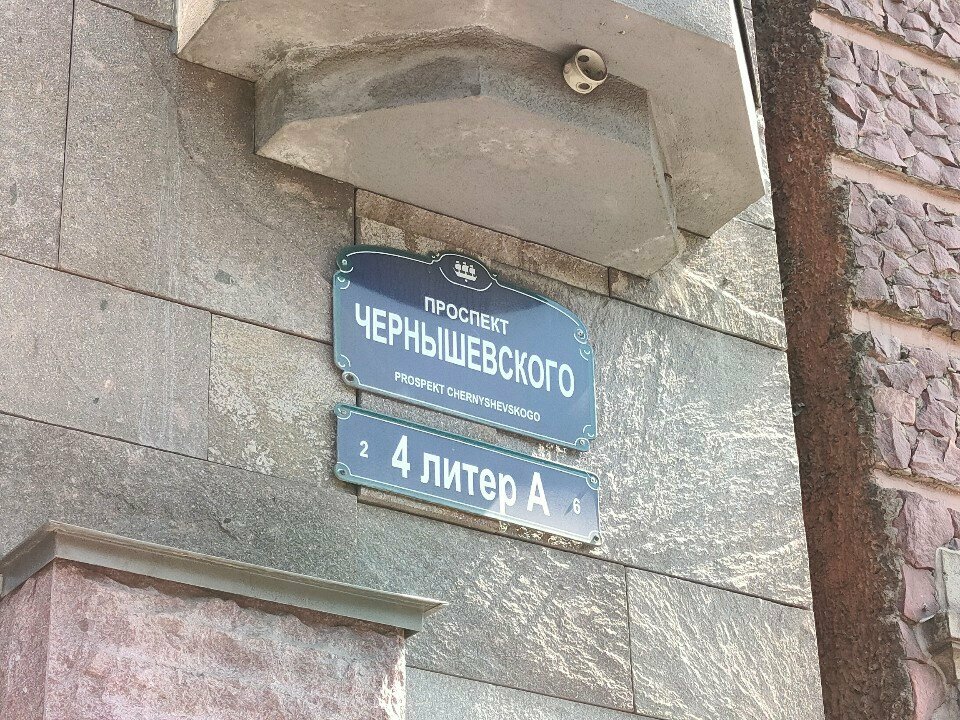 ПРОСПЕКТ
ЧЕРНЫШЕВСКОГО
PROSPEKT CHERNYSHEVSKOGO
2 4 литер А 6